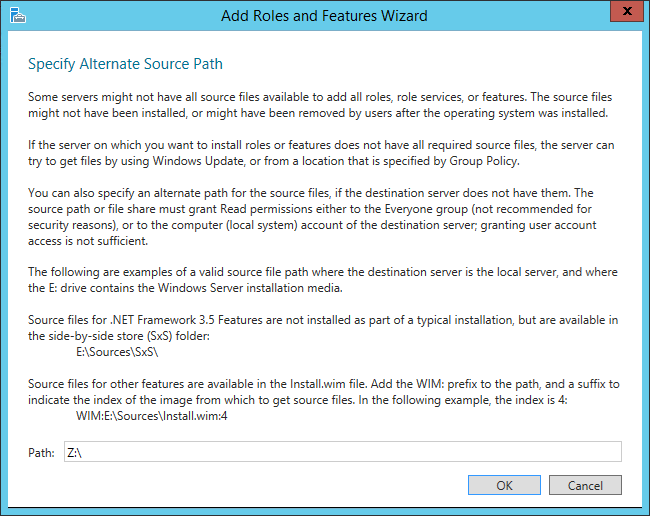 Add Roles and Features Wizard
x
Specify Alternate Source Path
Some servers might not have all source files available to add all roles, role services, or features. The source files
might not have been installed, or might have been removed by users after the operating system was installed.
If the server on which you want to install roles or features does not have all required source files, the server can
try to get files by using Windows Update, or from a location that is specified by Group Policy.
You can also specify an alternate path for the source files, if the destination server does not have them. The
source path or file share must grant Read permissions either to the Everyone group (not recommended for
security reasons), or to the computer (local system) account of the destination server; granting user account
access is not sufficient.
The following are examples of a valid source file path where the destination server is the local server, and where
the E: drive contains the Windows Server installation media.
Source files for .NET Framework 3.5 Features are not installed as part of a typical installation, but are available in
the side-by-side store (SxS) folder:
E:\Sources\SxS\
Source files for other features are available in the Install.wim file. Add the WIM: prefix to the path, and a suffix to
indicate the index of the image from which to get source files. In the following example, the index is 4:
WIM:E:\Sources\Install.wim:4
Path: Z:\
OK Cancel